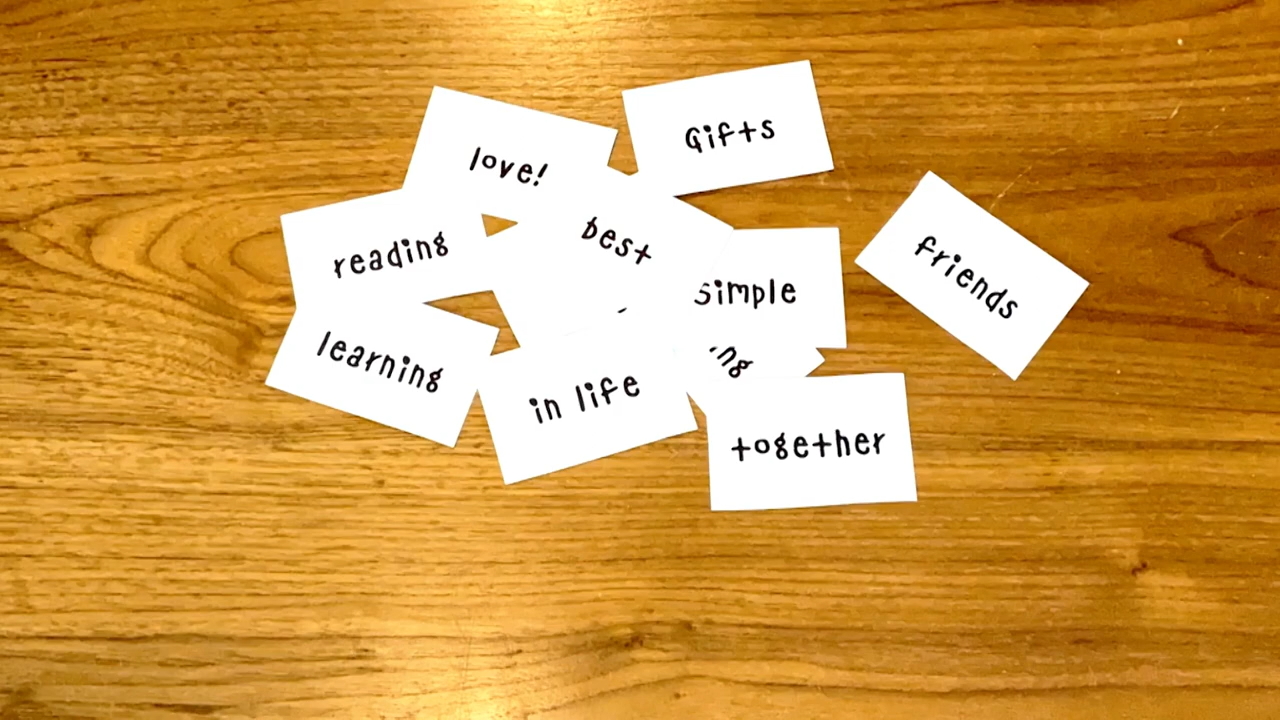 Gifts
love!
best
reading
friends
simple
learning
in life
together